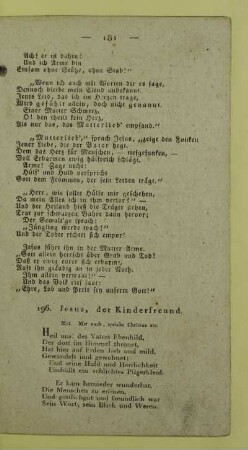 — 181 —
Ach! er ist dahin!
Und ich Arme bin
Einsam ohne Stütze, ohne Stab!"
„Wenn ich auch mit Worten dir es sage,
Dennoch bleibe mein Elend unbekannt.
Jenes Leid, das ich im Herzen trage,
Wird gefühlt allein, doch nicht genannt.
Einer Mutter Schmerz,
O! den theilt kein Herz,
Als nur das, das Mutterlieb' empfand."
„Mutterlieb'," sprach Jesus, „zeigt den Funken
Jener Liebe, die der Vater hegt.
Dem das Herz für Menschen, — tiefgesunken, —
Voll Erbarmen ewig hülfreich schlägt,
Arme! Zage nicht!
Hülf' und Huld verspricht
Gott dem Frommen, der sein Leiden trägt."
„Herr, wie sollte Hülfe mir geschehen,
Da mein Alles ich in ihm verlor?" —
Und der Heiland hieß die Träger stehen,
Trat zur schwarzen Bahre dann hervor;
Der Gewalt'ge sprach:
„Jüngling werde wach!"
Und der Todte richtet sich empor!
Jesus führt ihn in der Mutter Arme.
„Gott allein herrscht über Grab und Tod!
Daß er ewig eurer sich erbarme,
Ruft ihn gläubig an in jeder Noth.
Ihm allein vertraut!" —
Und das Volk rief laut:
„Ehre, Lob und Preis sey unserm Gott!"
196. Jesus, der Kinderfreund.
Mel. Mir nach, spricht Christus etc.
Heil uns! des Vaters Ebenbild,
Der dort im Himmel thronet,
Hat hier auf Erden lieb und mild,
Gewandelt und gewohnet;
Und seine Huld und Herrlichkeit
Umhüllt ein schlichtes Pilgerkleid.
Er kam hernieder wunderbar,
Die Menschen zu erlösen.
Und gottesgut und freundlich war
Sein Wort, sein Blick und Wesen.